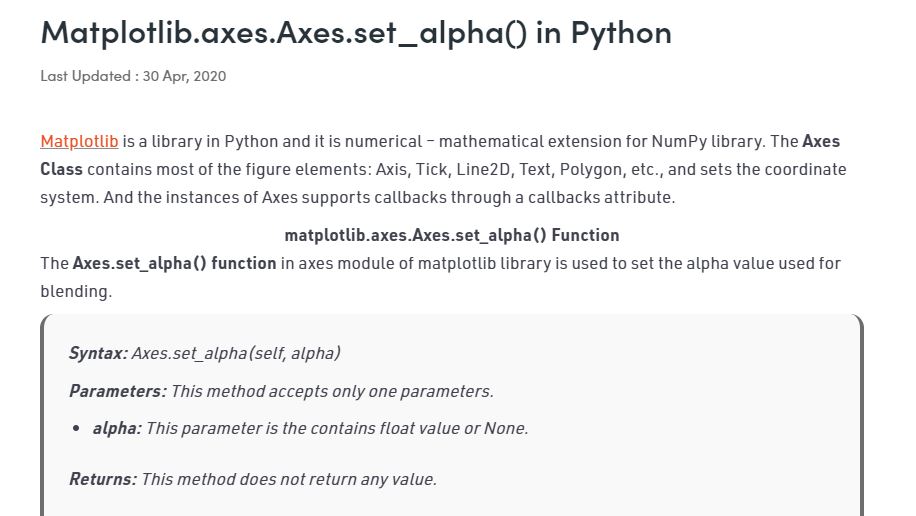 Matplotlib.axes.Axes.set_alpha() in Python
Last Updated : 30 Apr, 2020
Matplotlib is a library in Python and it is numerical – mathematical extension for NumPy library. The Axes
Class contains most of the figure elements: Axis, Tick, Line2D, Text, Polygon, etc., and sets the coordinate
system. And the instances of Axes supports callbacks through a callbacks attribute.
matplotlib.axes.Axes.set_alpha() Function
The Axes.set_alpha() function in axes module of matplotlib library is used to set the alpha value used for
blending.
Syntax: Axes.set_alpha(self, alpha)
Parameters: This method accepts only one parameters.
• alpha: This parameter is the contains float value or None.
Returns: This method does not return any value.